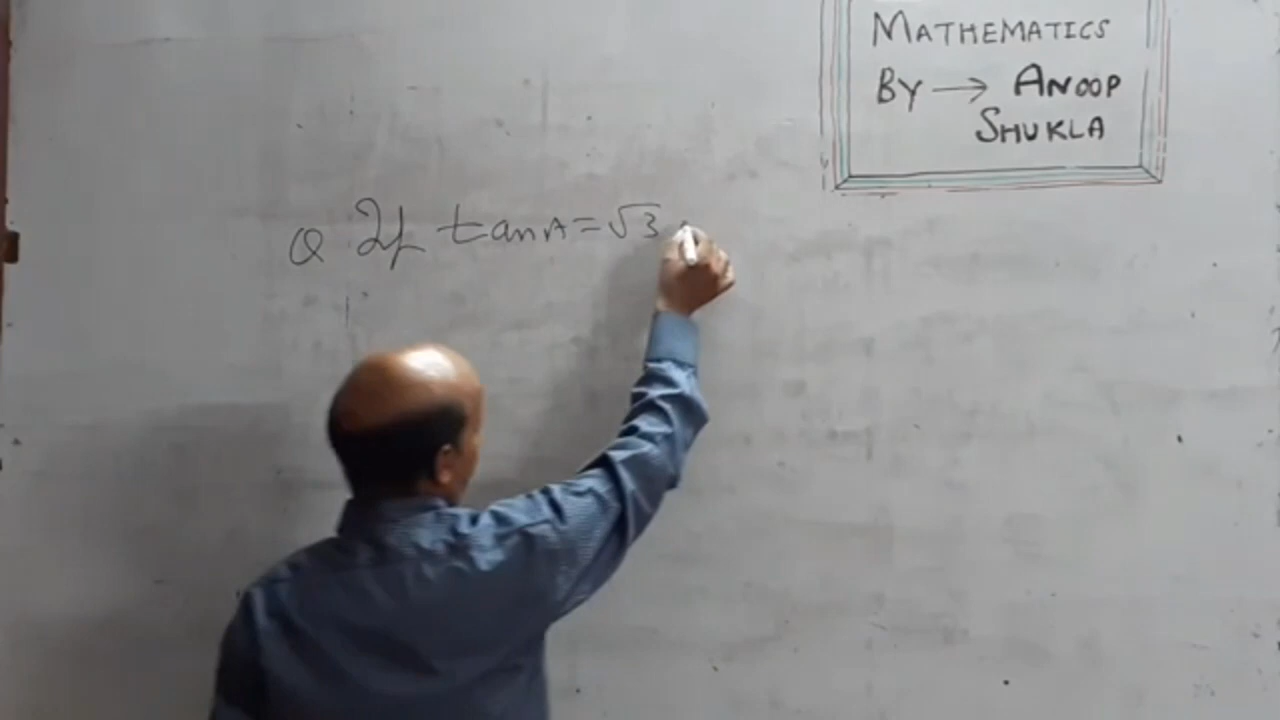 MATHEMATICS
BY → ANOOP
SHUKLA
Q If tanA=√3